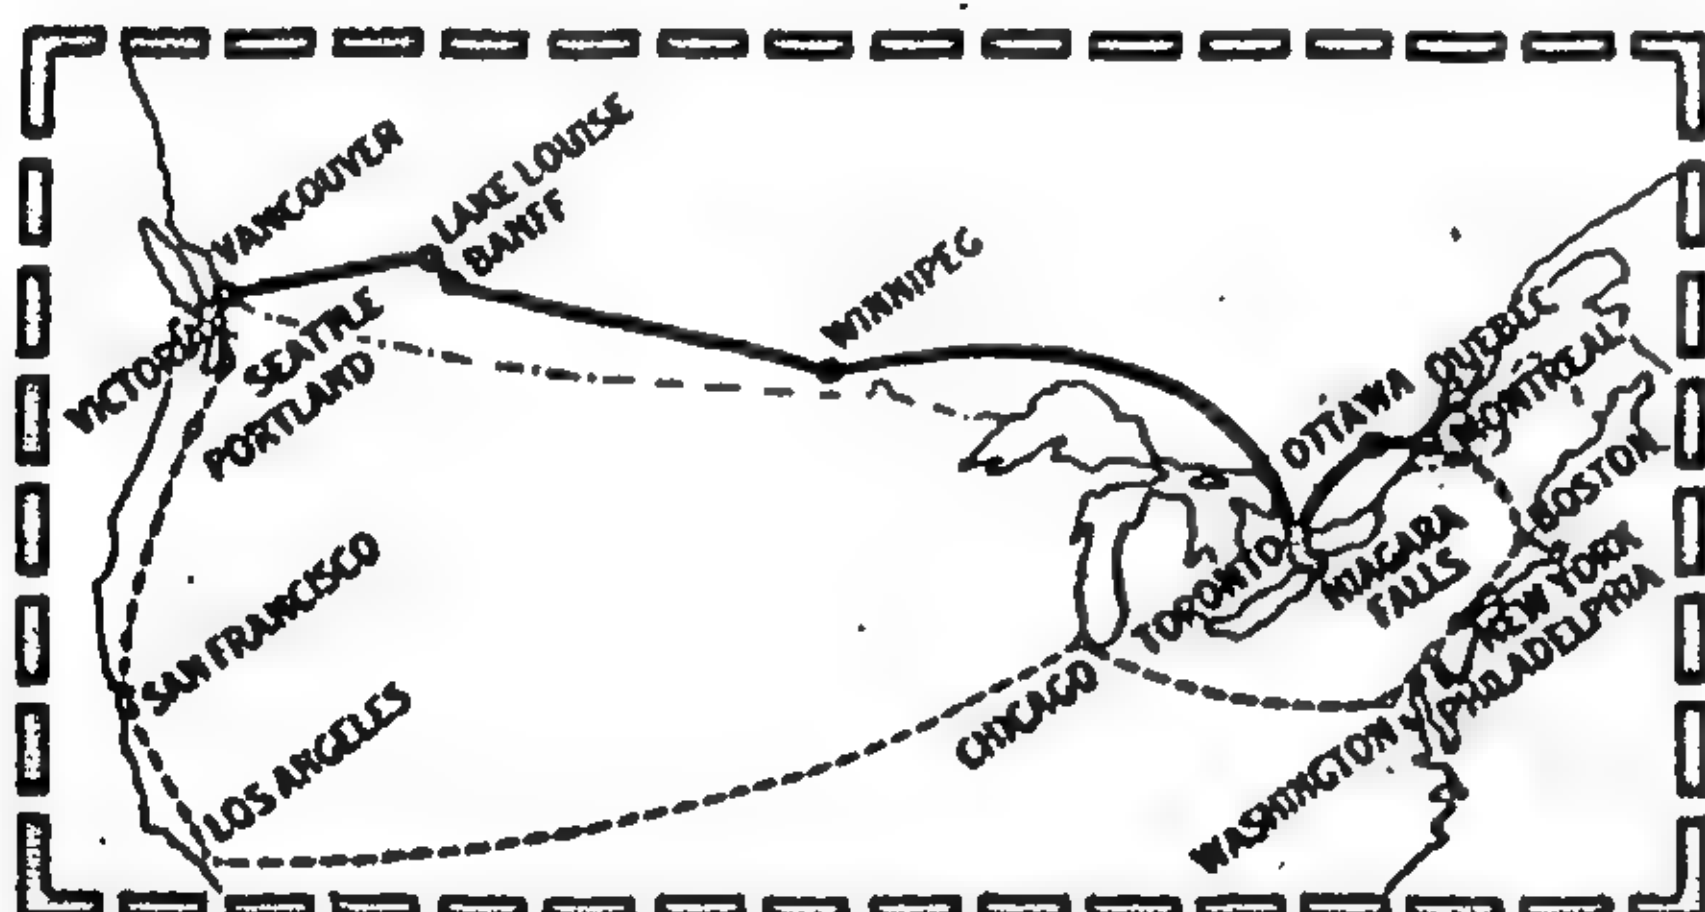 VANCOUVER
LAKE LOUISE
BANFF
WINNIPEG
VICTORIA
SEATTLE
PORTLAND
OTTAWA
QUEBEC
MONTREAL
BOSTON
SAN FRANCISCO
TORONTO
NIAGARA
FALLS
NEW YORK
PHILADELPHIA
LOS ANGELES
CHICAGO
WASHINGTON